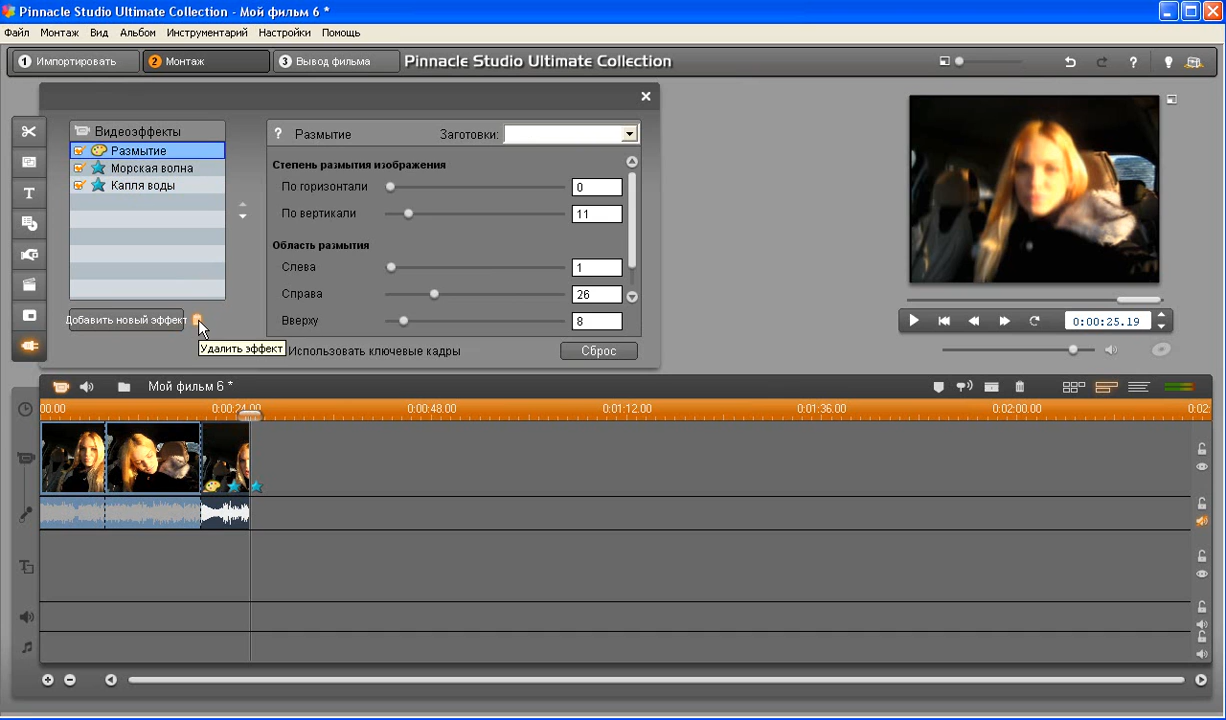 Pinnacle Studio Ultimate Collection - Мой фильм 6 *
Файл Монтаж Вид Альбом Инструментарий Настройки Помощь
1 Импортировать 2 Монтаж 3 Вывод фильма Pinnacle Studio Ultimate Collection
Видеоэффекты
Размытие
Морская волна
Капля воды
Добавить новый эффект
Удалить эффект
? Размытие Заготовки:
Степень размытия изображения
По горизонтали 0
По вертикали 11
Область размытия
Слева 1
Справа 26
Вверху 8
Использовать ключевые кадры Сброс
0:00:25.19
Мой фильм 6 *
00.00 0:00:24.00 0:00:48.00 0:01:12.00 0:01:36.00 0:02:00.00 0:02: